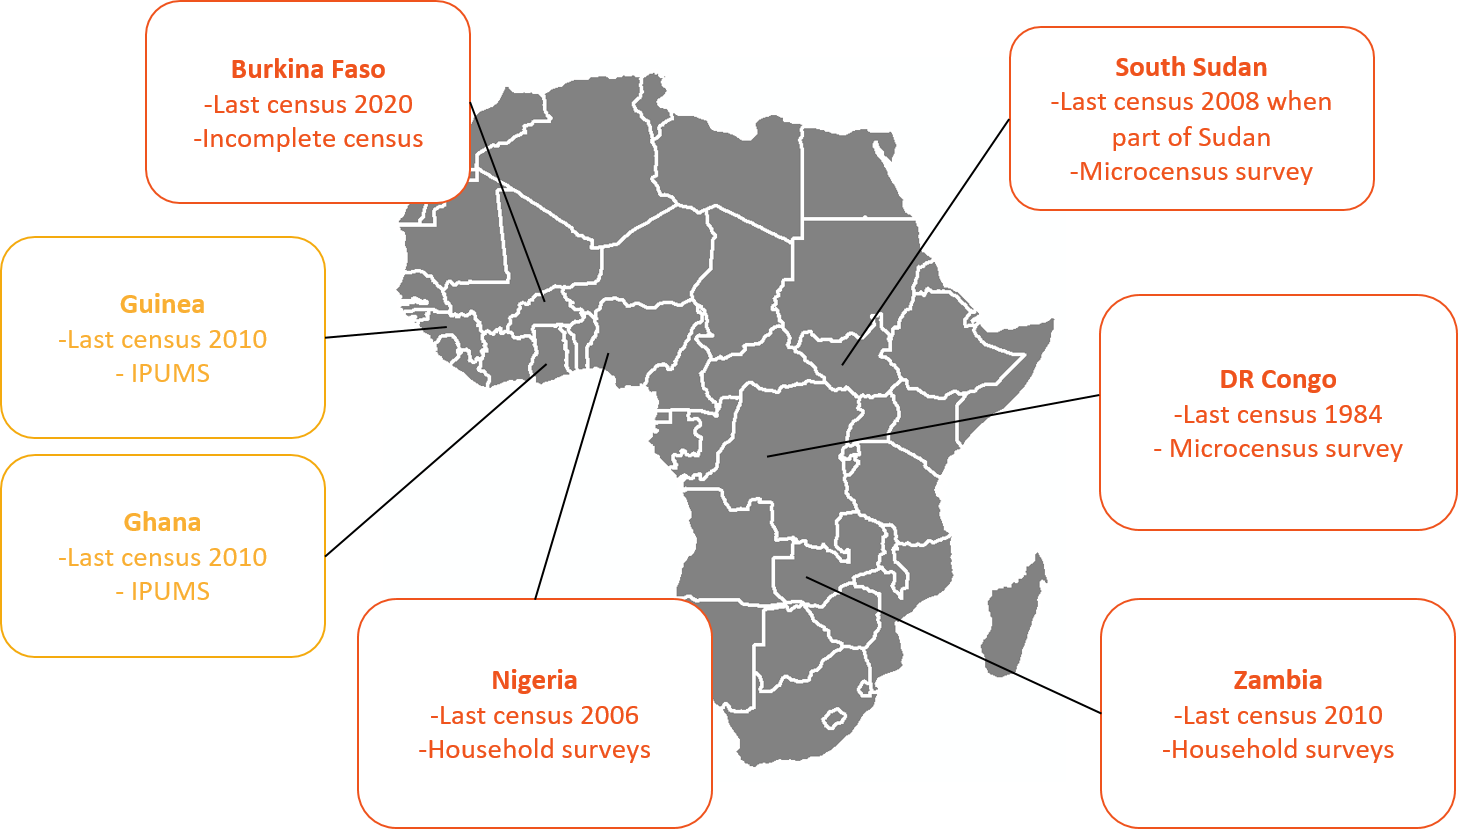 Burkina Faso
-Last census 2020
-Incomplete census
South Sudan
-Last census 2008 when
part of Sudan
-Microcensus survey
Guinea
-Last census 2010
- IPUMS
DR Congo
-Last census 1984
- Microcensus survey
Ghana
-Last census 2010
- IPUMS
Nigeria
-Last census 2006
-Household surveys
Zambia
-Last census 2010
-Household surveys